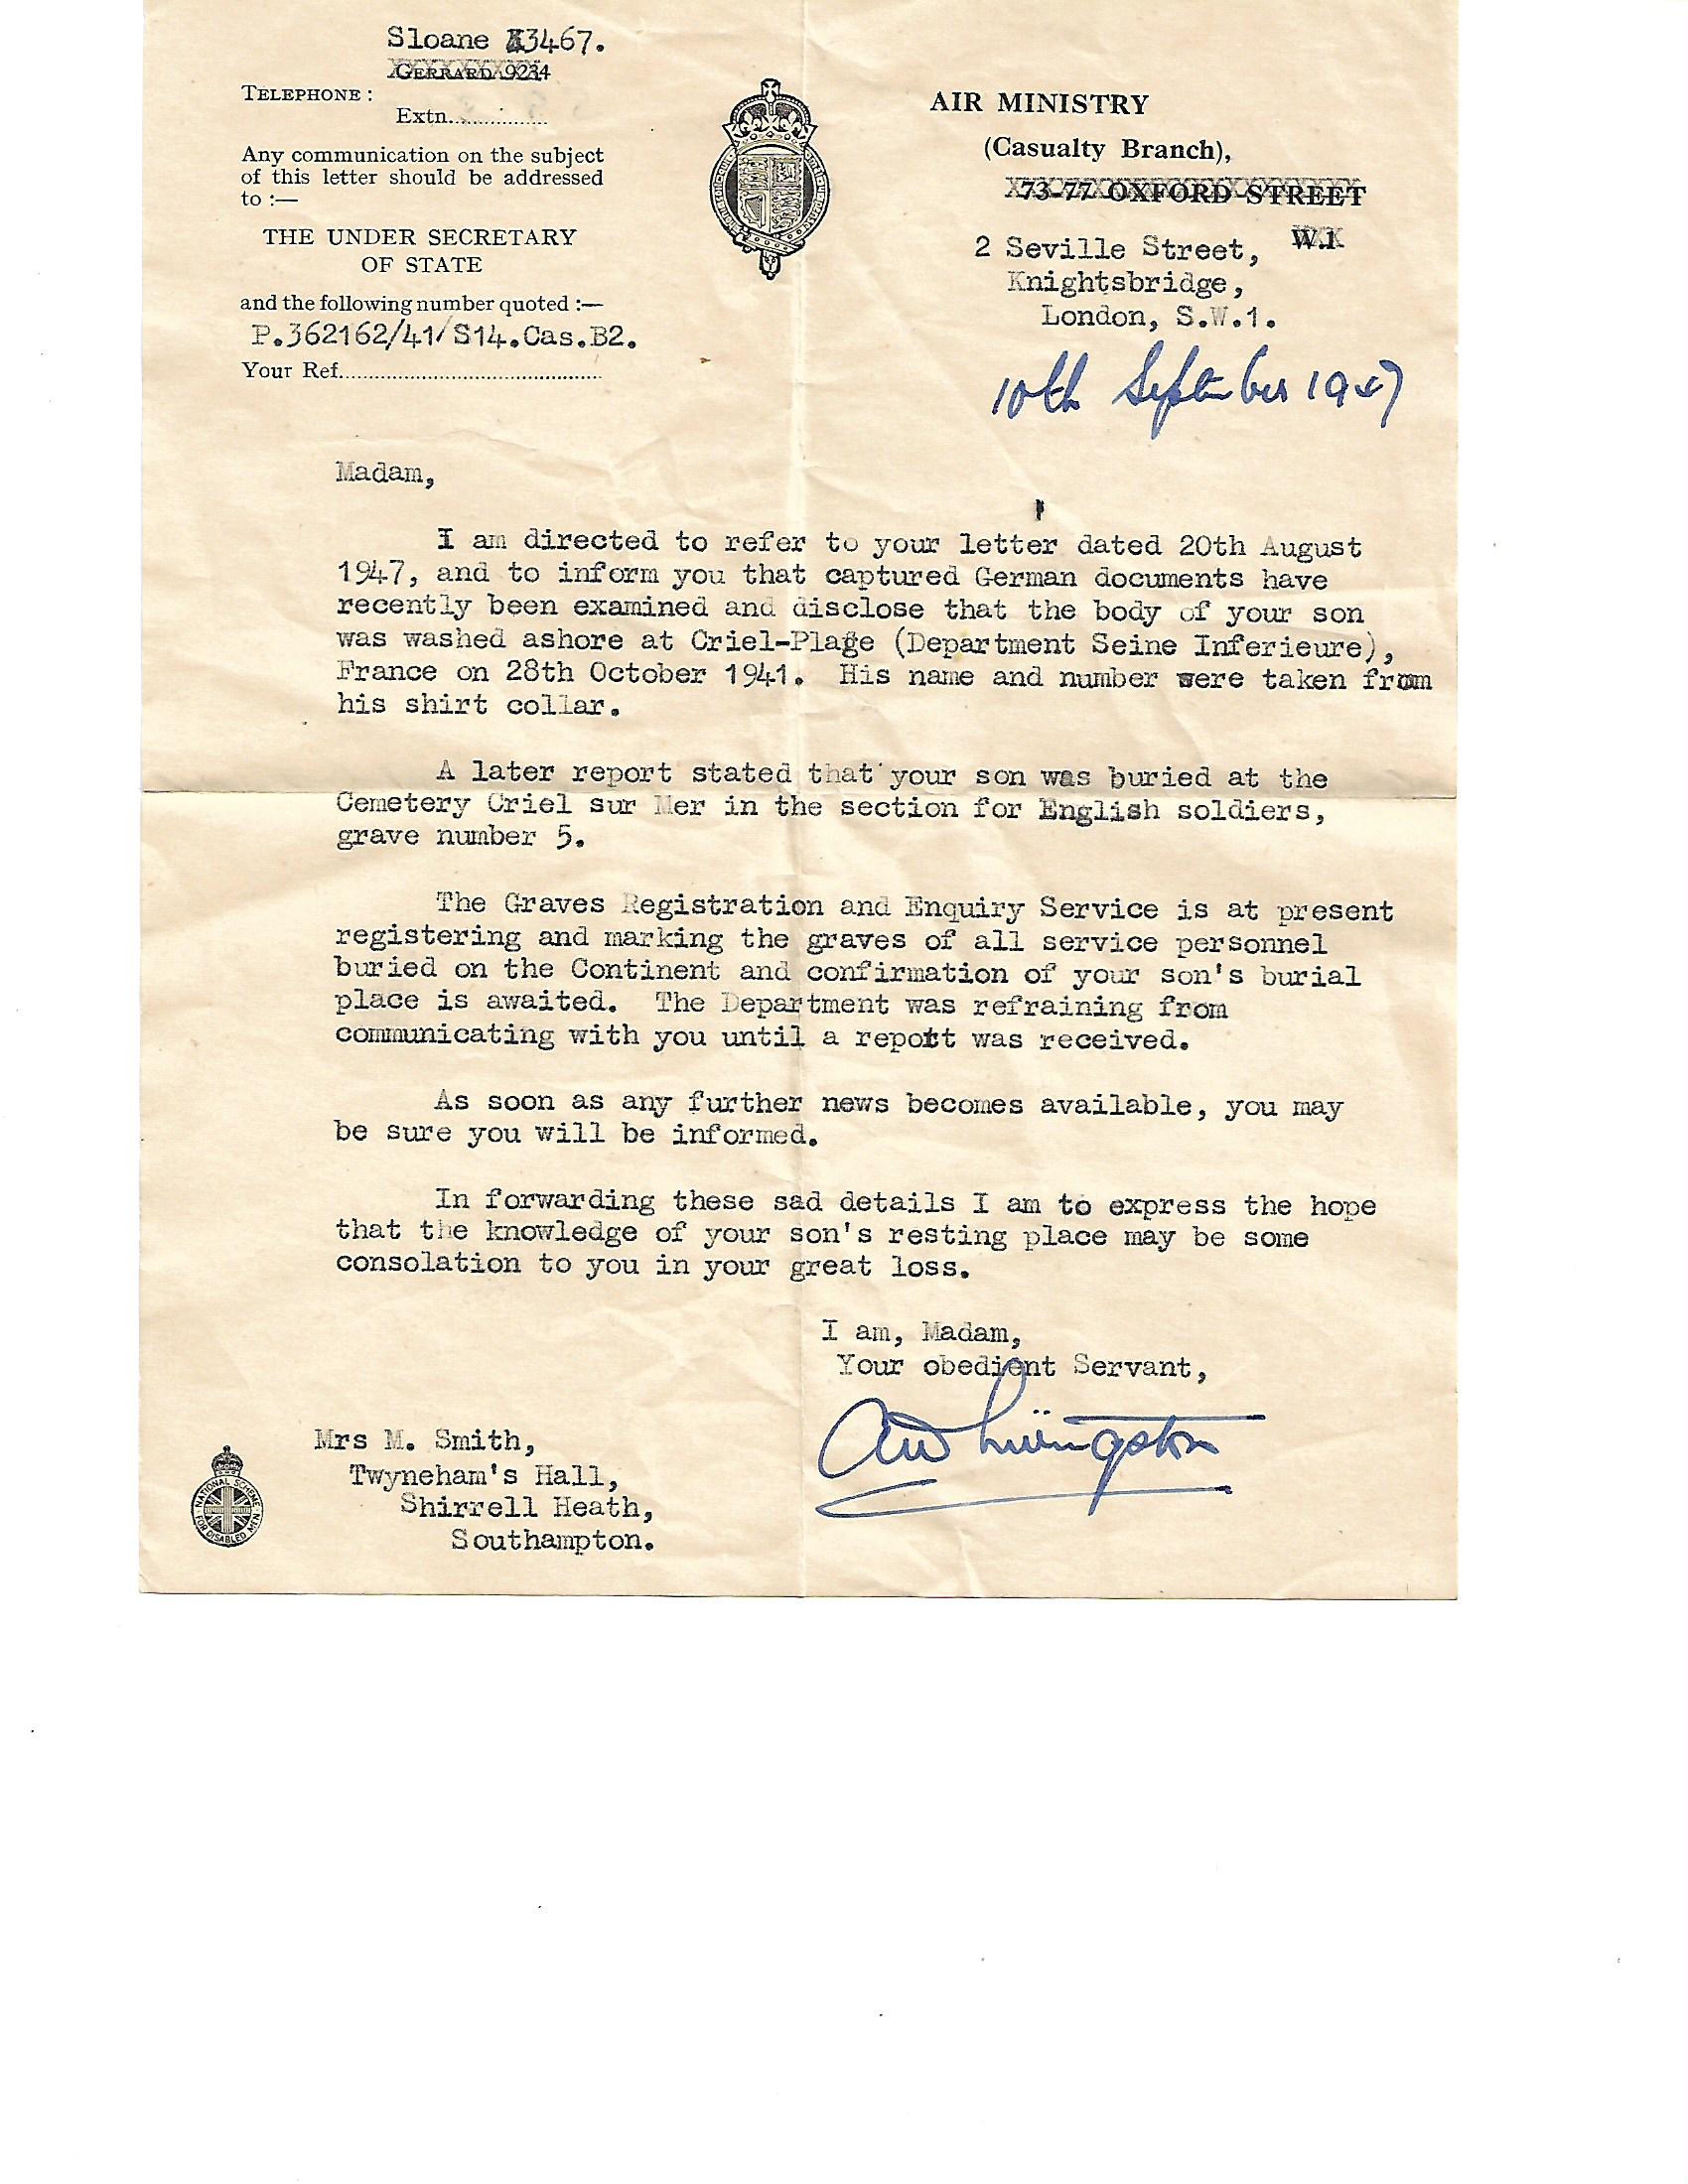 Sloane 3467.
GERRARD 9234
TELEPHONE :
Extn................
Any communication on the subject
of this letter should be addressed
to :—
THE UNDER SECRETARY
OF STATE
and the following number quoted :—
P.362162/41/S14.Cas.B2.
Your Ref............................................
AIR MINISTRY
(Casualty Branch),
73-77 OXFORD STREET
W.1
2 Seville Street,
Knightsbridge,
London, S.W.1.
10th September 1947
Madam,
I am directed to refer to your letter dated 20th August
1947, and to inform you that captured German documents have
recently been examined and disclose that the body of your son
was washed ashore at Criel-Plage (Department Seine Inferieure),
France on 28th October 1941. His name and number were taken from
his shirt collar.
A later report stated that your son was buried at the
Cemetery Criel sur Mer in the section for English soldiers,
grave number 5.
The Graves Registration and Enquiry Service is at present
registering and marking the graves of all service personnel
buried on the Continent and confirmation of your son's burial
place is awaited. The Department was refraining from
communicating with you until a report was received.
As soon as any further news becomes available, you may
be sure you will be informed.
In forwarding these sad details I am to express the hope
that the knowledge of your son's resting place may be some
consolation to you in your great loss.
I am, Madam,
Your obedient Servant,
AW Livingston
Mrs M. Smith,
Twyneham's Hall,
Shirrell Heath,
Southampton.
NATIONAL SCHEME
FOR DISABLED MEN